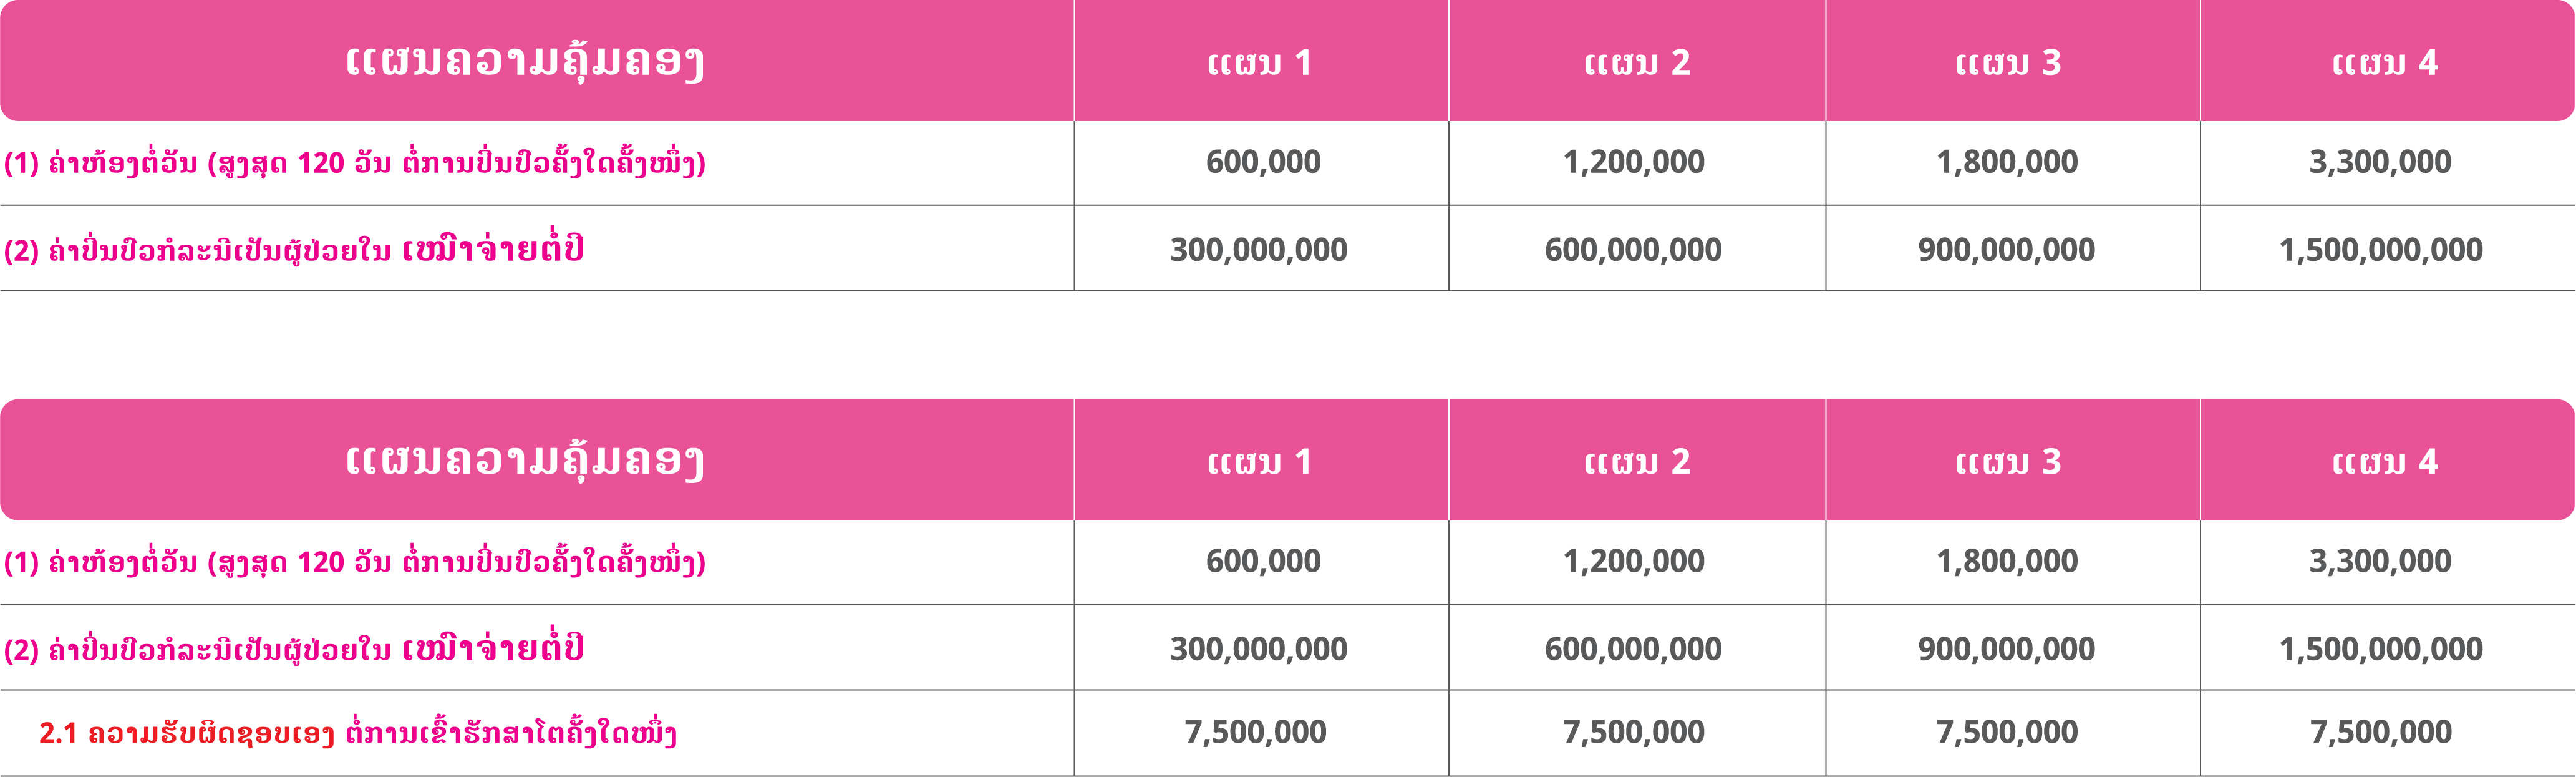 ແຜນຄວາມຄຸ້ມຄອງ ແຜນ 1 ແຜນ 2 ແຜນ 3 ແຜນ 4
(1) ຄ່າຫ້ອງຕໍ່ວັນ (ສູງສຸດ 120 ວັນ ຕໍ່ການປິ່ນປົວຄັ້ງໃດຄັ້ງໜຶ່ງ) 600,000 1,200,000 1,800,000 3,300,000
(2) ຄ່າປິ່ນປົວກໍລະນີເປັນຜູ້ປ່ວຍໃນ ເໝົາຈ່າຍຕໍ່ປີ 300,000,000 600,000,000 900,000,000 1,500,000,000
ແຜນຄວາມຄຸ້ມຄອງ ແຜນ 1 ແຜນ 2 ແຜນ 3 ແຜນ 4
(1) ຄ່າຫ້ອງຕໍ່ວັນ (ສູງສຸດ 120 ວັນ ຕໍ່ການປິ່ນປົວຄັ້ງໃດຄັ້ງໜຶ່ງ) 600,000 1,200,000 1,800,000 3,300,000
(2) ຄ່າປິ່ນປົວກໍລະນີເປັນຜູ້ປ່ວຍໃນ ເໝົາຈ່າຍຕໍ່ປີ 300,000,000 600,000,000 900,000,000 1,500,000,000
2.1 ຄວາມຮັບຜິດຊອບເອງ ຕໍ່ການເຂົ້າຮັກສາໂຕຄັ້ງໃດໜຶ່ງ 7,500,000 7,500,000 7,500,000 7,500,000